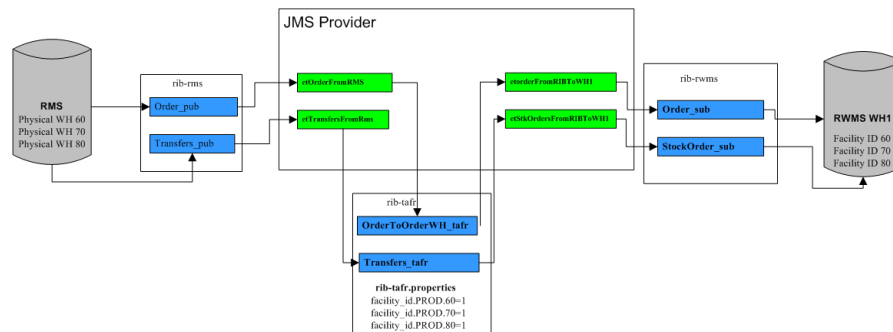 JMS Provider
rib-rms
rib-rwms
RMS
Physical WH 60
Physical WH 70
Physical WH 80
Order_pub
Transfers_pub
etOrderFromRMS
etTransfersFromRms
etorderFromRIBToWH1
etStkOrdersFromRIBToWH1
Order_sub
StockOrder_sub
RWMS WH1
Facility ID 60
Facility ID 70
Facility ID 80
rib-tafr
OrderToOrderWH_tafr
Transfers_tafr
rib-tafr.properties
facility_id.PROD.60=1
facility_id.PROD.70=1
facility_id.PROD.80=1